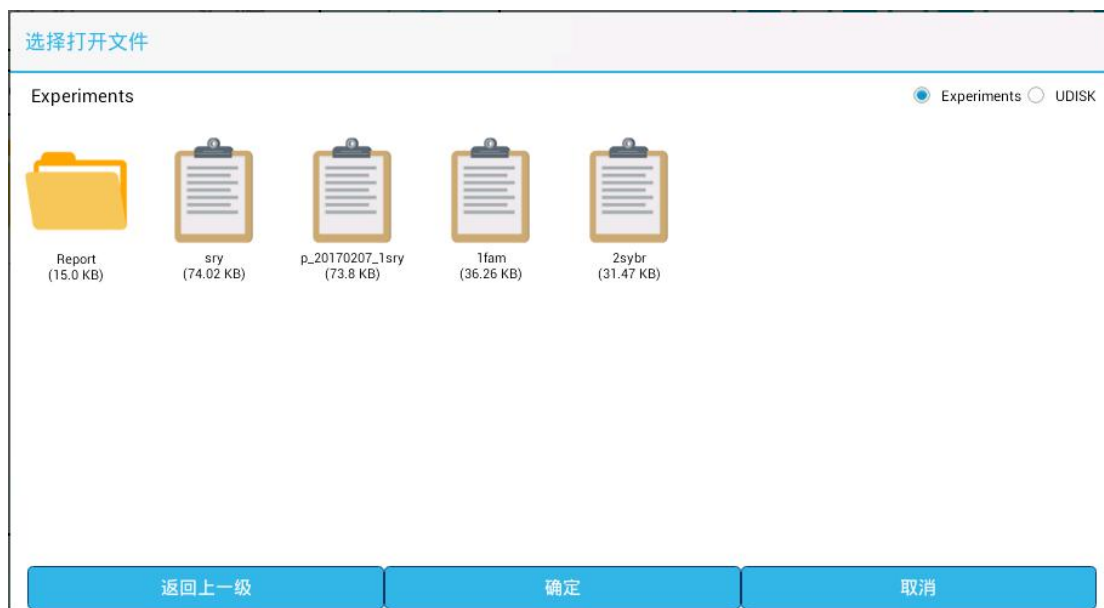 选择打开文件
Experiments
Experiments UDISK
Report
(15.0 KB)
sry
(74.02 KB)
p_20170207_1sry
(73.8 KB)
1fam
(36.26 KB)
2sybr
(31.47 KB)
返回上一级
确定
取消